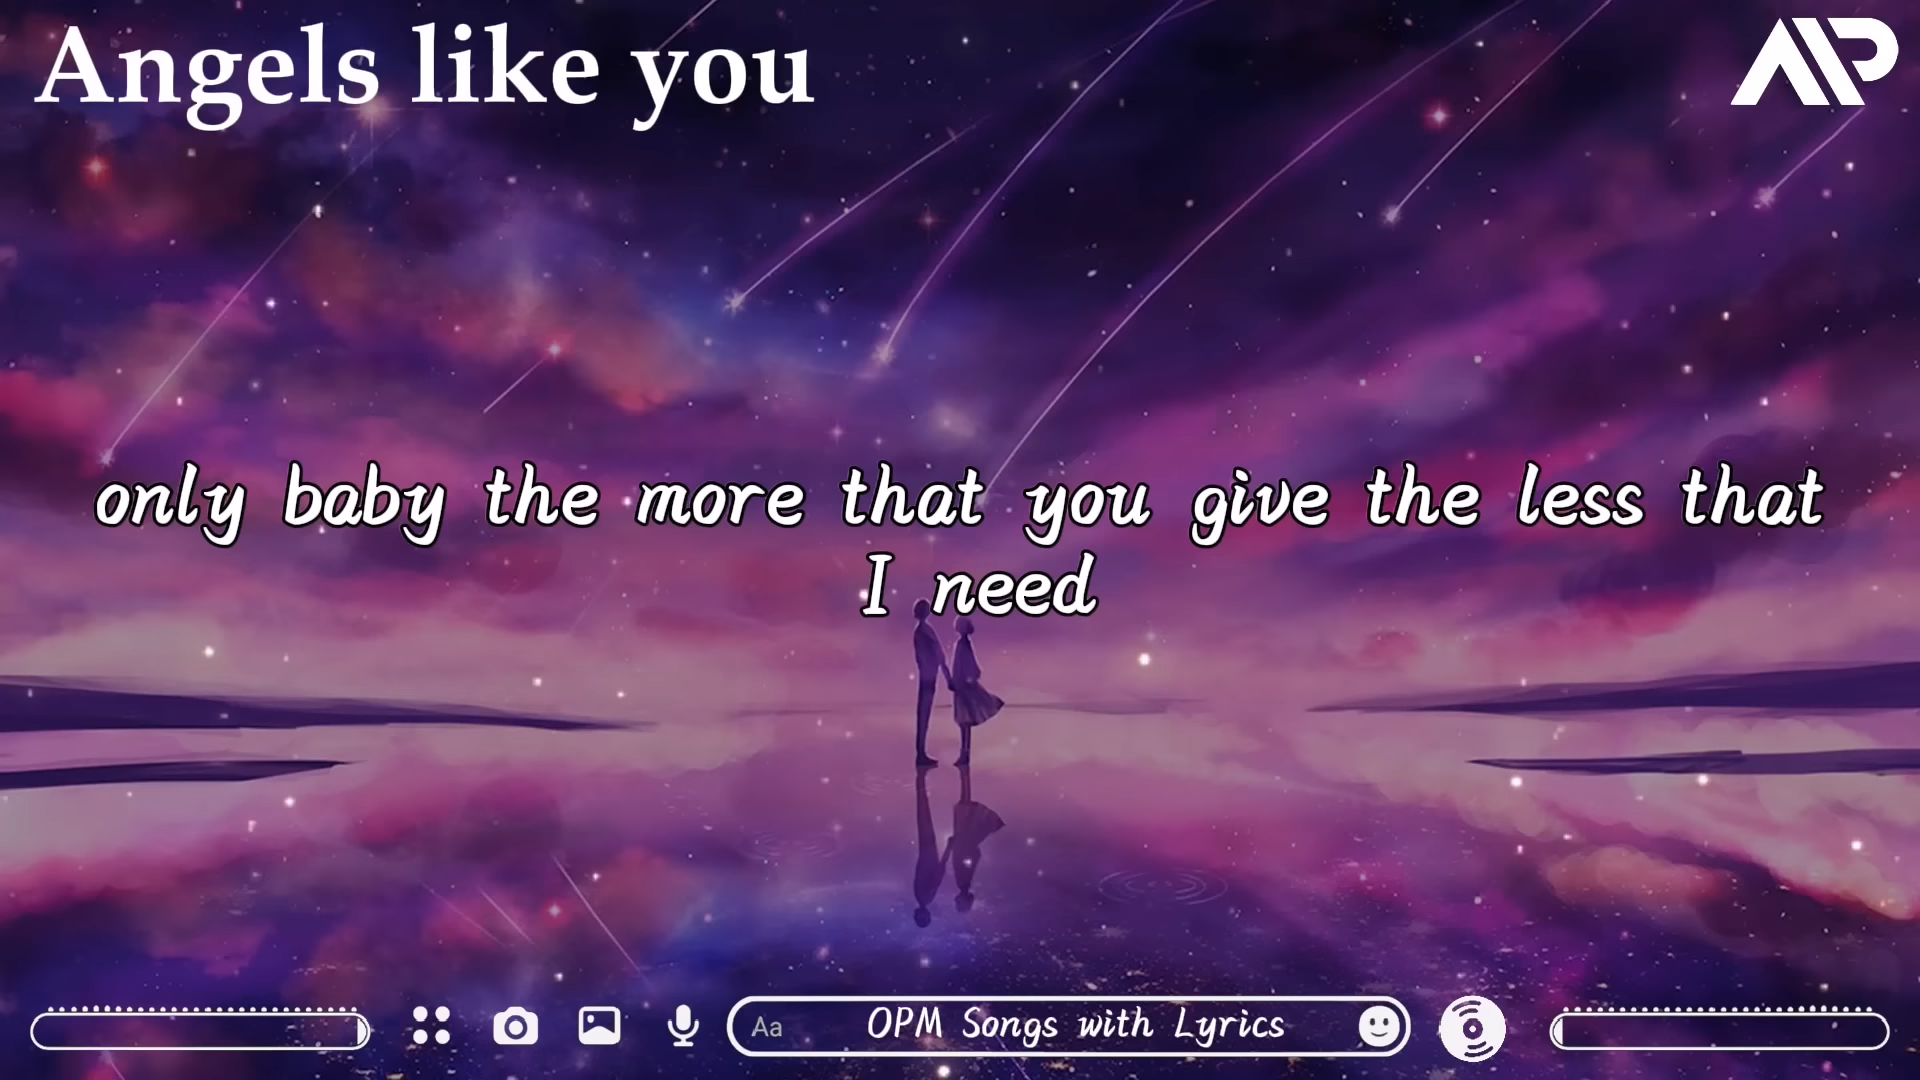 Angels like you
AP
only baby the more that you give the less that
I need
Aa
OPM Songs with Lyrics